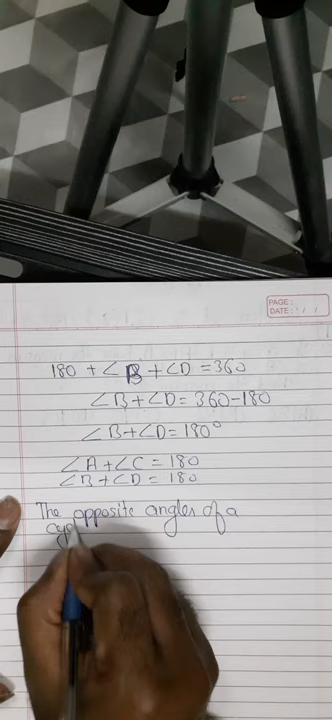 PAGE :
DATE : / /
180 + ∠B + ∠D = 360
∠B + ∠D = 360 - 180
∠B + ∠D = 180°
∠A + ∠C = 180
∠B + ∠D = 180
The opposite angles of a